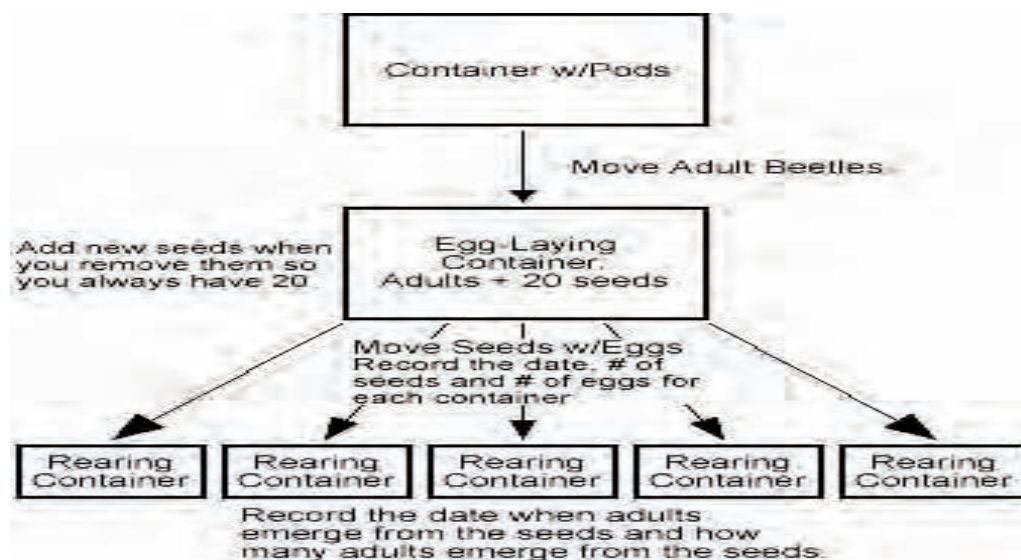 Container w/Pods
Move Adult Beetles
Add new seeds when
you remove them so
you always have 20
Egg-Laying
Container.
Adults + 20 seeds
Move Seeds w/Eggs
Record the date, # of
seeds and # of eggs for
each container
Rearing
Container
Rearing
Container
Rearing
Container
Rearing
Container
Rearing
Container
Record the date when adults
emerge from the seeds and how
many adults emerge from the seeds.